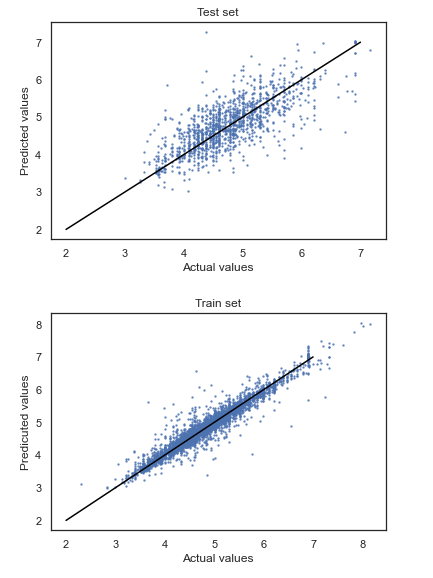 Test set
7
6
5
4
3
2
Predicted values
2 3 4 5 6 7
Actual values
Train set
8
7
6
5
4
3
2
Predicuted values
2 3 4 5 6 7 8
Actual values